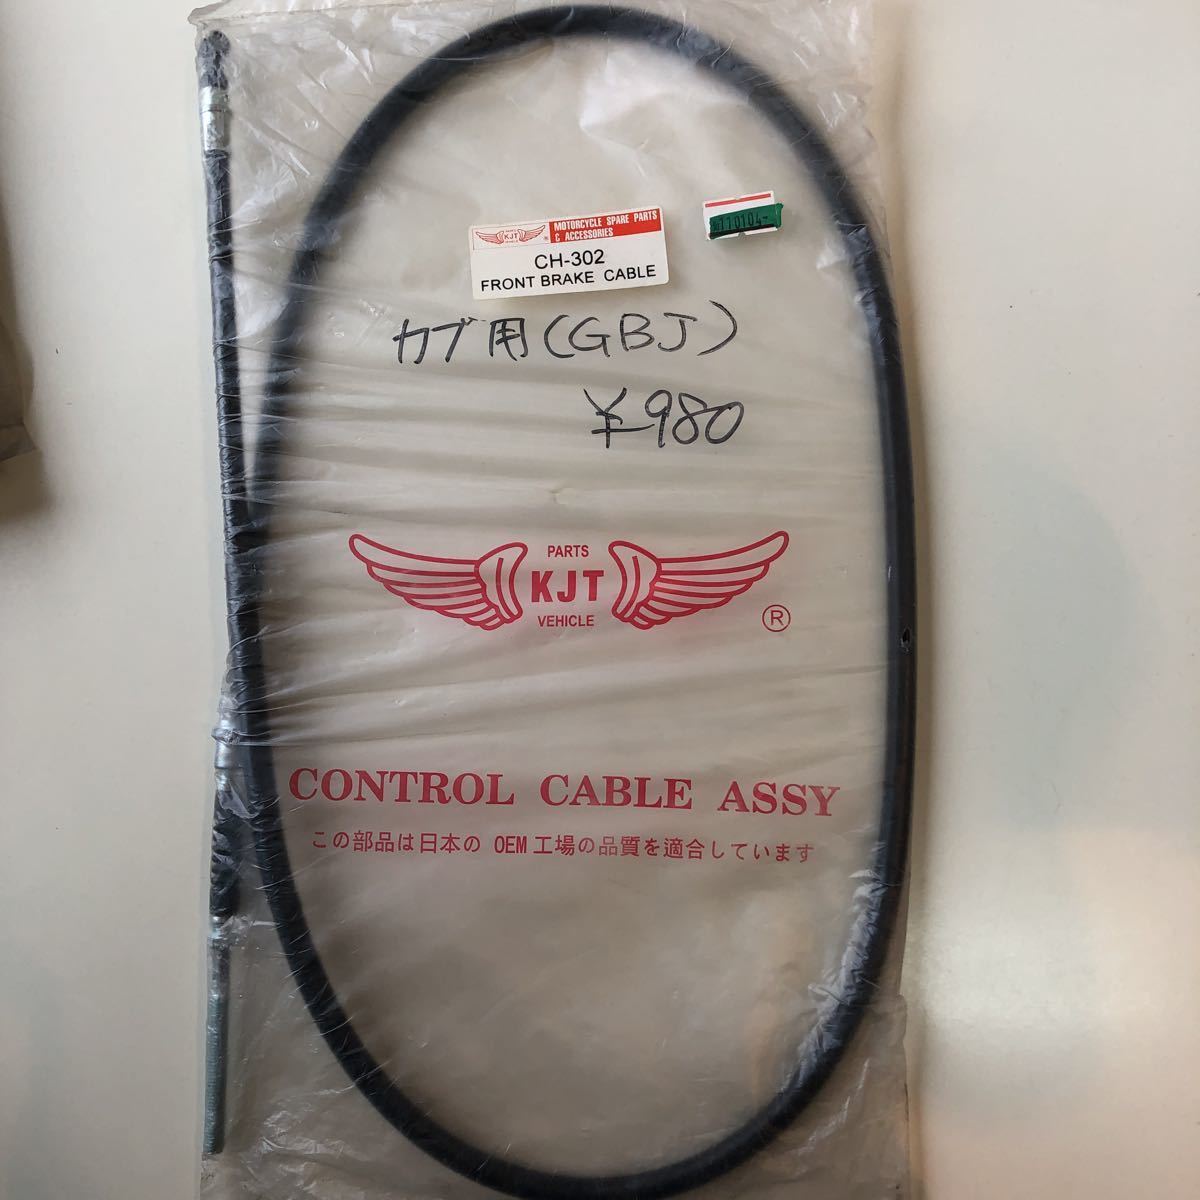 PARTS
KJT
VEHICLE
®
MOTORCYCLE SPARE PARTS
& ACCESSORIES
CH-302
FRONT BRAKE CABLE
110104-
カブ用(GBJ)
¥980
PARTS
KJT
VEHICLE
®
CONTROL CABLE ASSY
この部品は日本の OEM 工場の品質を適合しています